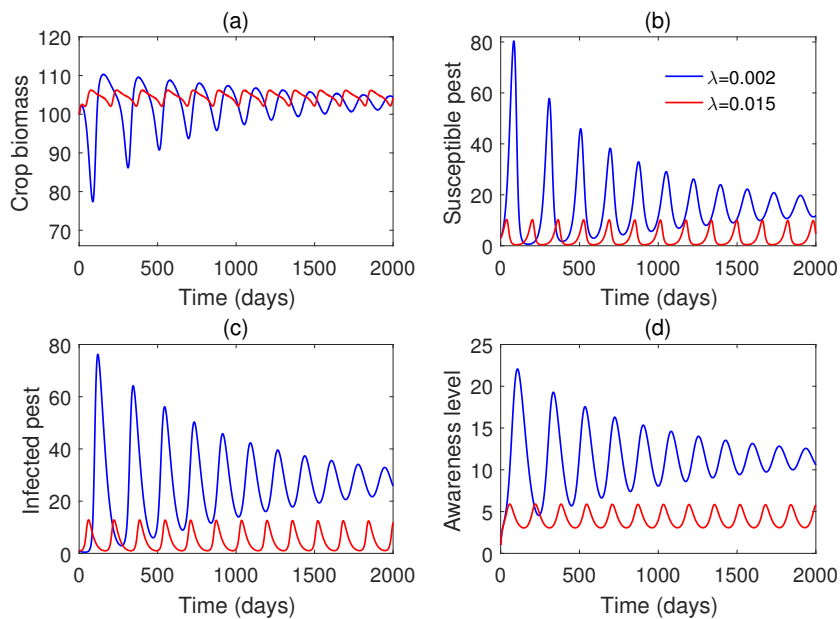 (a)
120
110
100
90
80
70
Crop biomass
0 500 1000 1500 2000
Time (days)
(b)
80
60
40
20
0
Susceptible pest
λ=0.002
λ=0.015
0 500 1000 1500 2000
Time (days)
(c)
80
60
40
20
0
Infected pest
0 500 1000 1500 2000
Time (days)
(d)
25
20
15
10
5
0
Awareness level
0 500 1000 1500 2000
Time (days)